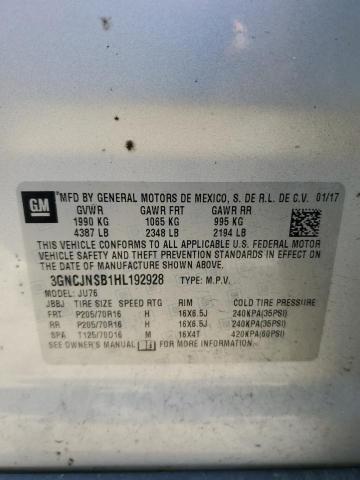 GM
MFD BY GENERAL MOTORS DE MEXICO, S. DE R.L. DE C.V. 01/17
GVWR GAWR FRT GAWR RR
1990 KG 1065 KG 995 KG
4387 LB 2348 LB 2194 LB
THIS VEHICLE CONFORMS TO ALL APPLICABLE U.S. FEDERAL MOTOR
VEHICLE SAFETY, BUMPER, AND THEFT PREVENTION STANDARDS IN
EFFECT ON THE DATE OF MANUFACTURE SHOWN ABOVE.
3GNCJNSB1HL192928 TYPE: M.P.V.
MODEL: JU76
JBBJ TIRE SIZE SPEED RTG RIM COLD TIRE PRESSURE
FRT P205/70R16 H 16X6.5J 240KPA(35PSI)
RR P205/70R16 H 16X6.5J 240KPA(35PSI)
SPA T125/70D16 M 16X4T 420KPA(60PSI)
SEE OWNER'S MANUAL FOR MORE INFORMATION.